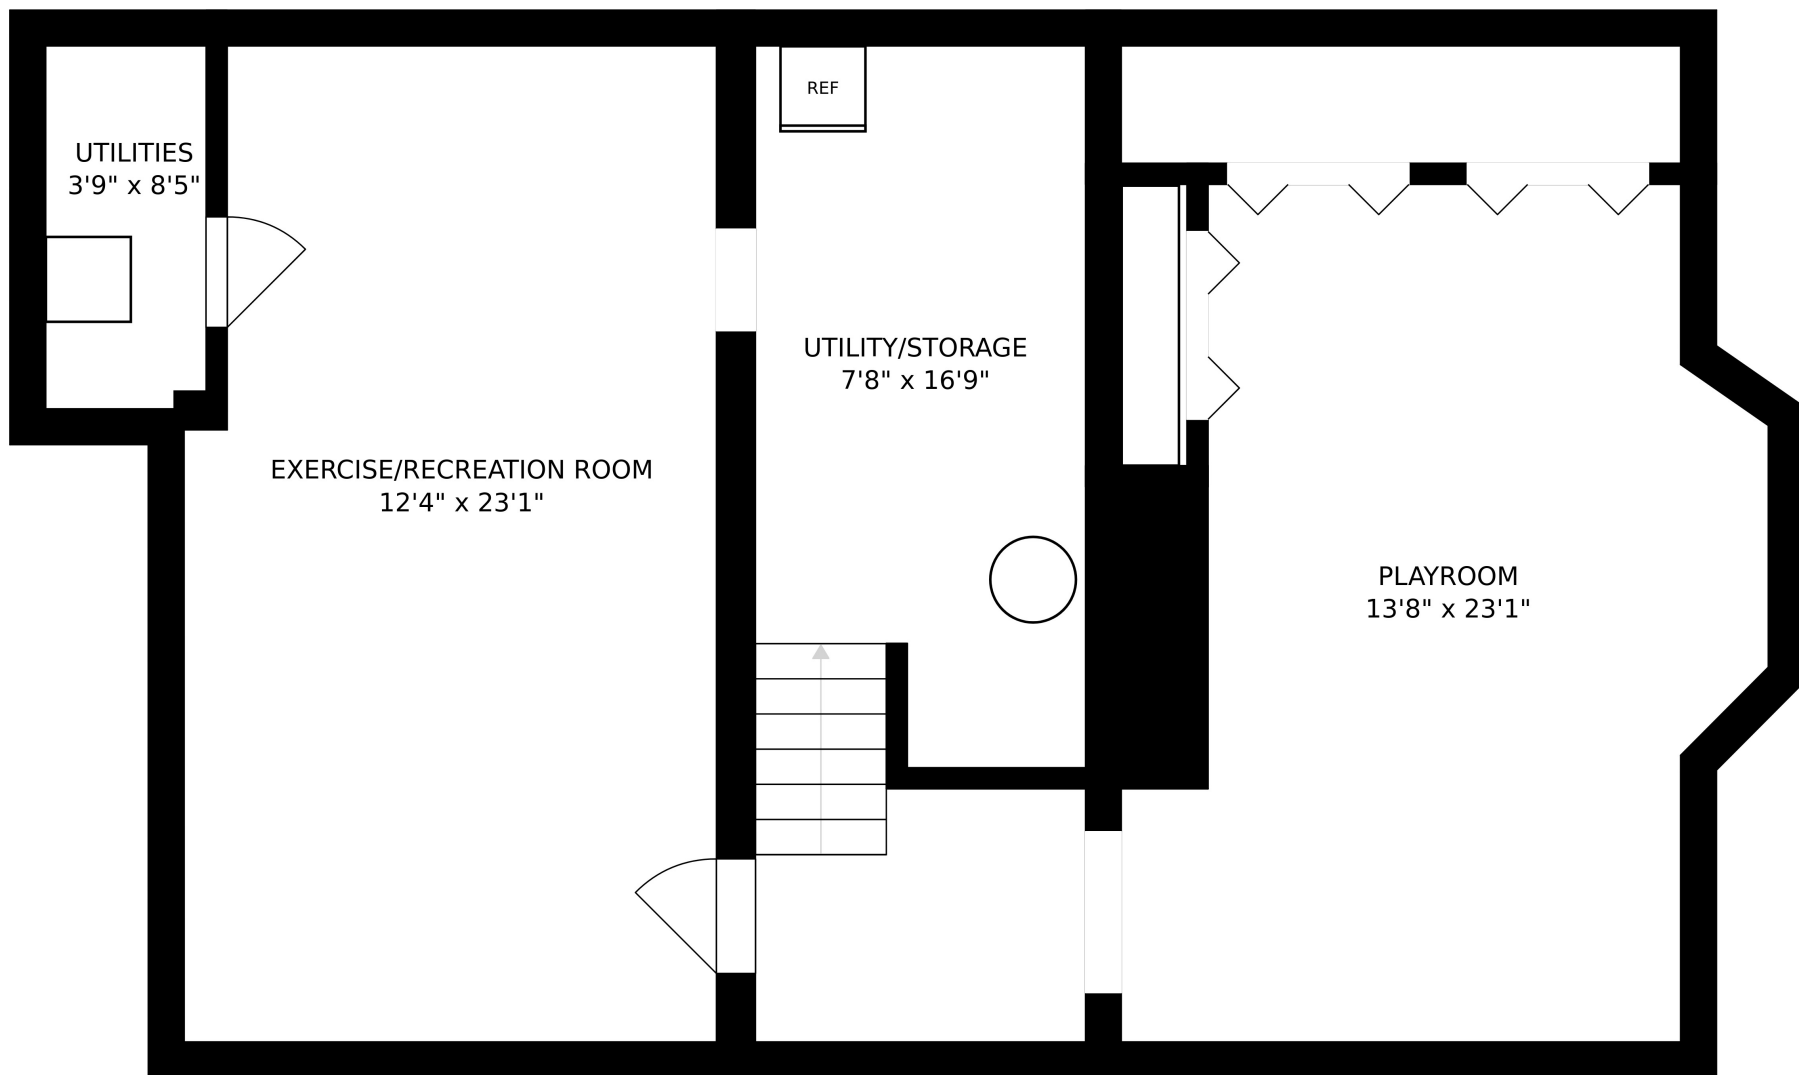 REF
UTILITIES
3'9" x 8'5"
UTILITY/STORAGE
7'8" x 16'9"
EXERCISE/RECREATION ROOM
12'4" x 23'1"
PLAYROOM
13'8" x 23'1"